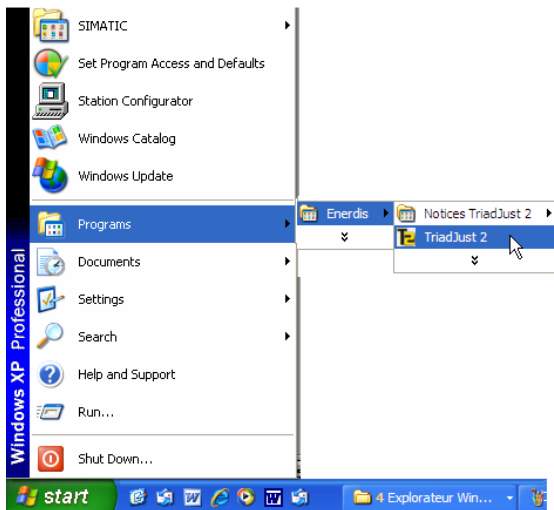 SIMATIC
Set Program Access and Defaults
Station Configurator
Windows Catalog
Windows Update
Programs
Enerdis
Notices TriadJust 2
TriadJust 2
Documents
Settings
Search
Help and Support
Run...
Shut Down...
Windows XP Professional
start
4 Explorateur Win...